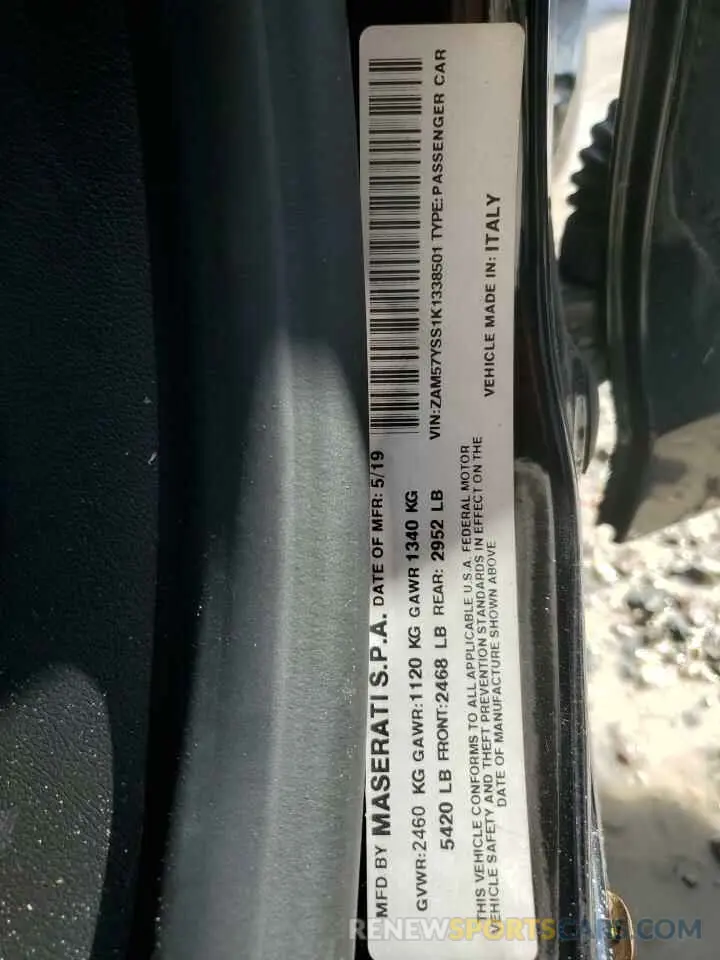 MFD BY MASERATI S.P.A. DATE OF MFR: 5/19
GVWR:2460 KG GAWR:1120 KG GAWR 1340 KG
5420 LB FRONT:2468 LB REAR: 2952 LB
VIN:ZAM57YSS1K1338501 TYPE:PASSENGER CAR
THIS VEHICLE CONFORMS TO ALL APPLICABLE U.S.A. FEDERAL MOTOR
VEHICLE SAFETY AND THEFT PREVENTION STANDARDS IN EFFECT ON THE
DATE OF MANUFACTURE SHOWN ABOVE
VEHICLE MADE IN: ITALY
RENEWSPORTSCARS.COM